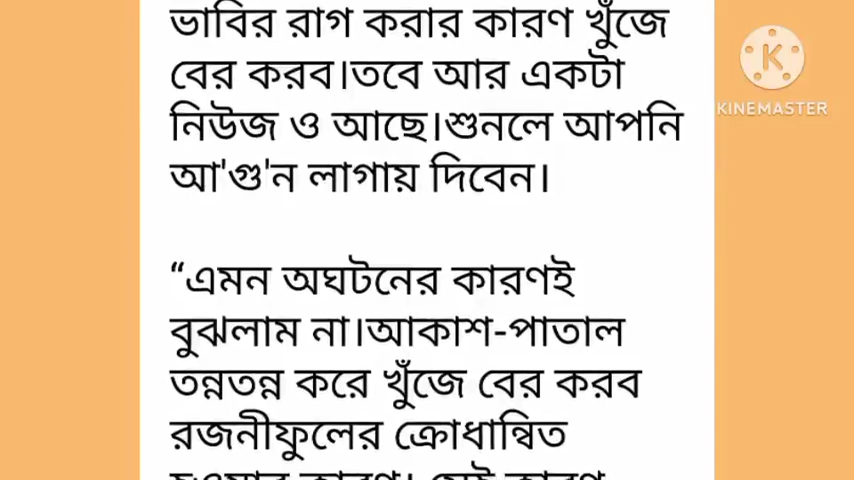 ভাবির রাগ করার কারণ খুঁজে
বের করব।তবে আর একটা
নিউজ ও আছে।শুনলে আপনি
আ'গু'ন লাগায় দিবেন।
“এমন অঘটনের কারণই
বুঝলাম না।আকাশ-পাতাল
তন্নতন্ন করে খুঁজে বের করব
রজনীফুলের ক্রোধান্বিত
KINEMASTER